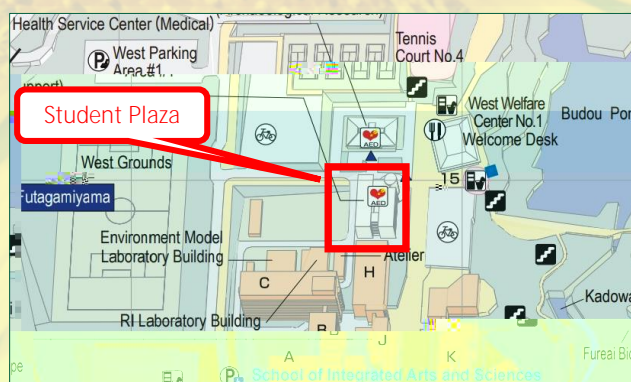 Health Service Center (Medical)
Tennis
Court No.4
P West Parking
Area #1
Student Plaza
AED
West Welfare
Center No.1
Welcome Desk
Budou Pon
West Grounds
15
AED
Futagamiyama
Environment Model
Laboratory Building
Atelier
C
H
Kadowa
RI Laboratory Building
B
J
A
K
Fureai Bio
P
School of Integrated Arts and Sciences